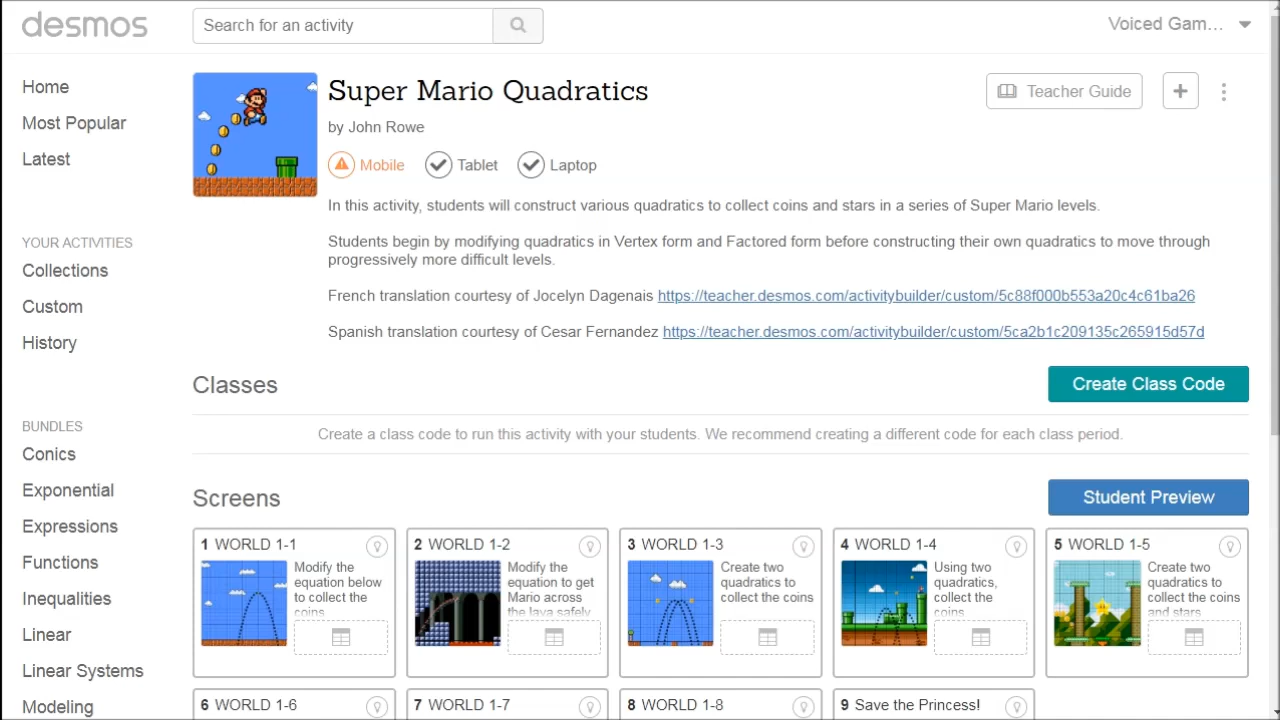 desmos
Search for an activity
Voiced Gam...
Home
Most Popular
Latest
YOUR ACTIVITIES
Collections
Custom
History
BUNDLES
Conics
Exponential
Expressions
Functions
Inequalities
Linear
Linear Systems
Modeling
Super Mario Quadratics
Teacher Guide
+
by John Rowe
Mobile
Tablet
Laptop
In this activity, students will construct various quadratics to collect coins and stars in a series of Super Mario levels.
Students begin by modifying quadratics in Vertex form and Factored form before constructing their own quadratics to move through
progressively more difficult levels.
French translation courtesy of Jocelyn Dagenais https://teacher.desmos.com/activitybuilder/custom/5c88f000b553a20c4c61ba26
Spanish translation courtesy of Cesar Fernandez https://teacher.desmos.com/activitybuilder/custom/5ca2b1c209135c265915d57d
Classes
Create Class Code
Create a class code to run this activity with your students. We recommend creating a different code for each class period.
Screens
Student Preview
1 WORLD 1-1
Modify the
equation below
to collect the
coins
2 WORLD 1-2
Modify the
equation to get
Mario across
the lava safely
3 WORLD 1-3
Create two
quadratics to
collect the coins
4 WORLD 1-4
Using two
quadratics,
collect the
coins
5 WORLD 1-5
Create two
quadratics to
collect the coins
and stars
6 WORLD 1-6
7 WORLD 1-7
8 WORLD 1-8
9 Save the Princess!